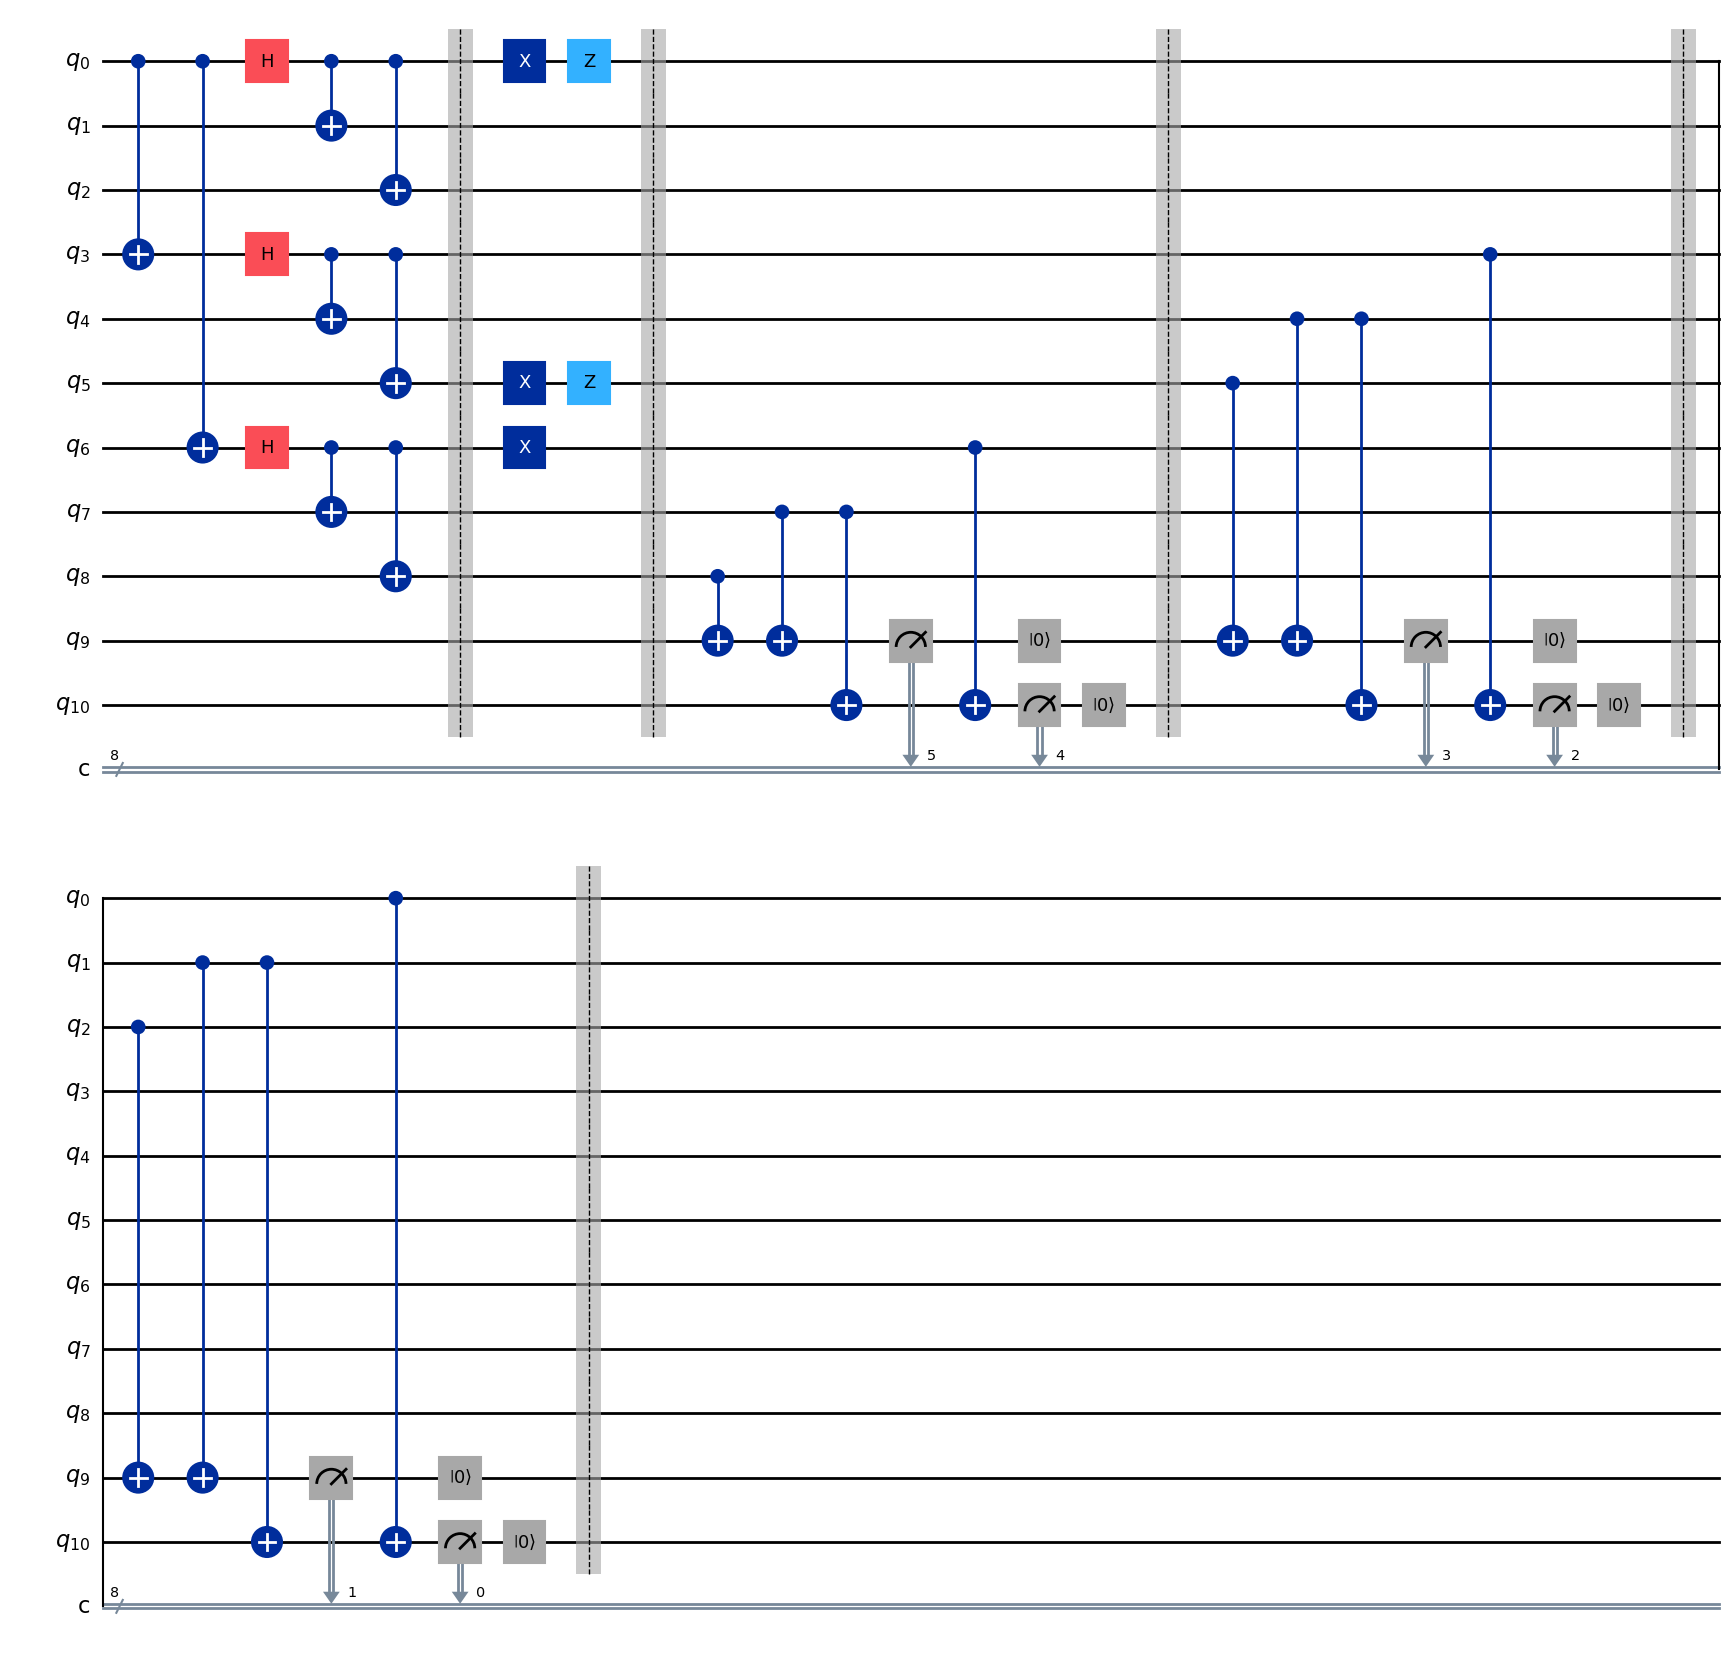 q0 H X Z
q1
q2
q3 H
q4
q5 X Z
q6 H X
q7
q8
q9 |0⟩ |0⟩
q10 |0⟩ |0⟩
c 8 5 4 3 2
q0
q1
q2
q3
q4
q5
q6
q7
q8
q9 |0⟩
q10 |0⟩
c 8 1 0